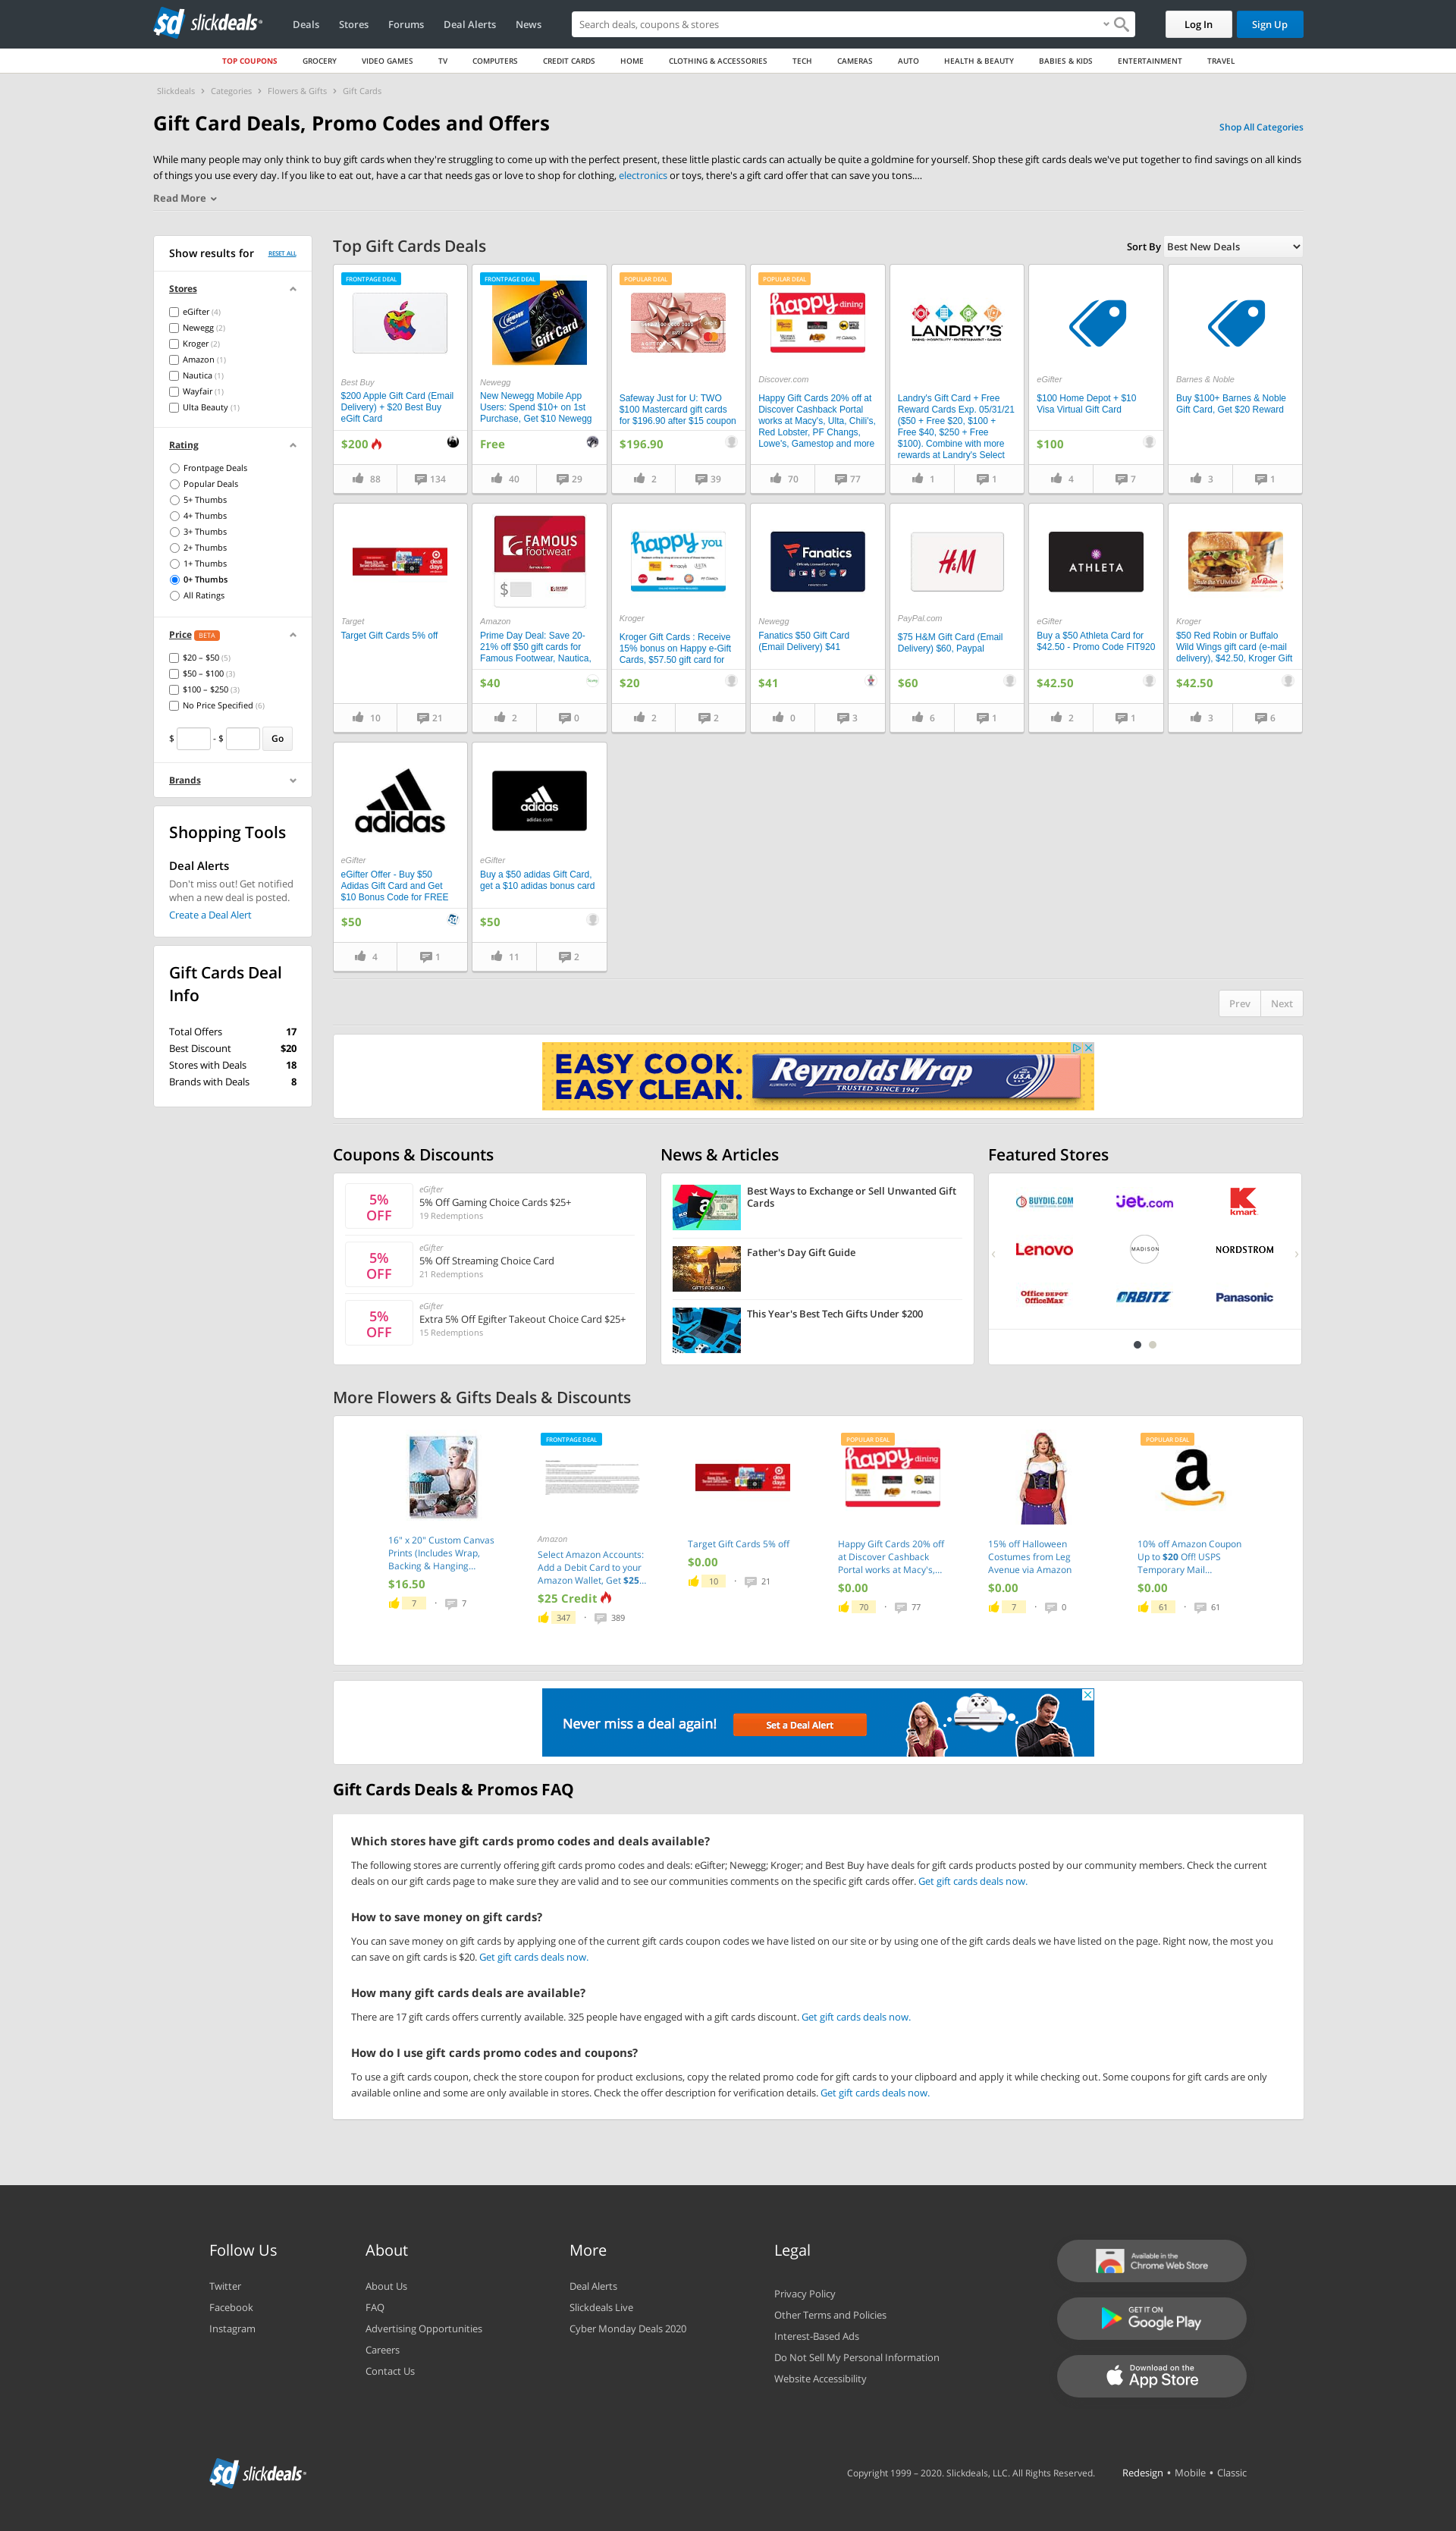 sd slickdeals
Deals Stores Forums Deal Alerts News
Search deals, coupons & stores
Log In Sign Up
TOP COUPONS GROCERY VIDEO GAMES TV COMPUTERS CREDIT CARDS HOME CLOTHING & ACCESSORIES TECH CAMERAS AUTO HEALTH & BEAUTY BABIES & KIDS ENTERTAINMENT TRAVEL
Slickdeals › Categories › Flowers & Gifts › Gift Cards
Gift Card Deals, Promo Codes and Offers
Shop All Categories
While many people may only think to buy gift cards when they're struggling to come up with the perfect present, these little plastic cards can actually be quite a goldmine for yourself. Shop these gift cards deals we've put together to find savings on all kinds
of things you use every day. If you like to eat out, have a car that needs gas or love to shop for clothing, electronics or toys, there's a gift card offer that can save you tons....
Read More
Show results for RESET ALL
Stores
eGifter (4)
Newegg (2)
Kroger (2)
Amazon (1)
Nautica (1)
Wayfair (1)
Ulta Beauty (1)
Rating
Frontpage Deals
Popular Deals
5+ Thumbs
4+ Thumbs
3+ Thumbs
2+ Thumbs
1+ Thumbs
0+ Thumbs
All Ratings
Price BETA
$20 – $50 (5)
$50 – $100 (3)
$100 – $250 (3)
No Price Specified (6)
$ - $ Go
Brands
Shopping Tools
Deal Alerts
Don't miss out! Get notified
when a new deal is posted.
Create a Deal Alert
Gift Cards Deal
Info
Total Offers 17
Best Discount $20
Stores with Deals 18
Brands with Deals 8
Top Gift Cards Deals
Sort By Best New Deals
FRONTPAGE DEAL
Best Buy
$200 Apple Gift Card (Email
Delivery) + $20 Best Buy
eGift Card
$200
88 134
FRONTPAGE DEAL
$10
Gift Card
Newegg
New Newegg Mobile App
Users: Spend $10+ on 1st
Purchase, Get $10 Newegg
Free
40 29
POPULAR DEAL
Safeway Just for U: TWO
$100 Mastercard gift cards
for $196.90 after $15 coupon
$196.90
2 39
POPULAR DEAL
happy dining
Discover.com
Happy Gift Cards 20% off at
Discover Cashback Portal
works at Macy's, Ulta, Chili's,
Red Lobster, PF Changs,
Lowe's, Gamestop and more
70 77
LANDRY'S
Landry's Gift Card + Free
Reward Cards Exp. 05/31/21
($50 + Free $20, $100 +
Free $40, $250 + Free
$100). Combine with more
rewards at Landry's Select
1 1
eGifter
$100 Home Depot + $10
Visa Virtual Gift Card
$100
4 7
Barnes & Noble
Buy $100+ Barnes & Noble
Gift Card, Get $20 Reward
3 1
deal
days
Target
Target Gift Cards 5% off
10 21
FAMOUS
footwear
$
Amazon
Prime Day Deal: Save 20-
21% off $50 gift cards for
Famous Footwear, Nautica,
$40
2 0
happy you
Kroger
Kroger Gift Cards : Receive
15% bonus on Happy e-Gift
Cards, $57.50 gift card for
$20
2 2
Fanatics
Newegg
Fanatics $50 Gift Card
(Email Delivery) $41
$41
0 3
H&M
PayPal.com
$75 H&M Gift Card (Email
Delivery) $60, Paypal
$60
6 1
ATHLETA
eGifter
Buy a $50 Athleta Card for
$42.50 - Promo Code FIT920
$42.50
2 1
Red Robin
Kroger
$50 Red Robin or Buffalo
Wild Wings gift card (e-mail
delivery), $42.50, Kroger Gift
$42.50
3 6
adidas
eGifter
eGifter Offer - Buy $50
Adidas Gift Card and Get
$10 Bonus Code for FREE
$50
4 1
adidas
adidas.com
eGifter
Buy a $50 adidas Gift Card,
get a $10 adidas bonus card
$50
11 2
Prev Next
EASY COOK.
EASY CLEAN.
Reynolds Wrap
ALUMINUM FOIL TRUSTED SINCE 1947
U.S.A.
Coupons & Discounts
5%
OFF
eGifter
5% Off Gaming Choice Cards $25+
19 Redemptions
5%
OFF
eGifter
5% Off Streaming Choice Card
21 Redemptions
5%
OFF
eGifter
Extra 5% Off Egifter Takeout Choice Card $25+
15 Redemptions
News & Articles
Best Ways to Exchange or Sell Unwanted Gift
Cards
GIFTS FOR DAD
Father's Day Gift Guide
This Year's Best Tech Gifts Under $200
Featured Stores
BUYDIG.COM jet.com K kmart
Lenovo MADISON NORDSTROM
Office DEPOT OfficeMax ORBITZ Panasonic
More Flowers & Gifts Deals & Discounts
16" x 20" Custom Canvas
Prints (Includes Wrap,
Backing & Hanging...
$16.50
7 · 7
FRONTPAGE DEAL
Amazon
Select Amazon Accounts:
Add a Debit Card to your
Amazon Wallet, Get $25...
$25 Credit
347 · 389
deal
days
Target Gift Cards 5% off
$0.00
10 · 21
POPULAR DEAL
happy dining
Happy Gift Cards 20% off
at Discover Cashback
Portal works at Macy's,...
$0.00
70 · 77
15% off Halloween
Costumes from Leg
Avenue via Amazon
$0.00
7 · 0
POPULAR DEAL
a
10% off Amazon Coupon
Up to $20 Off! USPS
Temporary Mail...
$0.00
61 · 61
Never miss a deal again! Set a Deal Alert
Gift Cards Deals & Promos FAQ
Which stores have gift cards promo codes and deals available?
The following stores are currently offering gift cards promo codes and deals: eGifter; Newegg; Kroger; and Best Buy have deals for gift cards products posted by our community members. Check the current
deals on our gift cards page to make sure they are valid and to see our communities comments on the specific gift cards offer. Get gift cards deals now.
How to save money on gift cards?
You can save money on gift cards by applying one of the current gift cards coupon codes we have listed on our site or by using one of the gift cards deals we have listed on the page. Right now, the most you
can save on gift cards is $20. Get gift cards deals now.
How many gift cards deals are available?
There are 17 gift cards offers currently available. 325 people have engaged with a gift cards discount. Get gift cards deals now.
How do I use gift cards promo codes and coupons?
To use a gift cards coupon, check the store coupon for product exclusions, copy the related promo code for gift cards to your clipboard and apply it while checking out. Some coupons for gift cards are only
available online and some are only available in stores. Check the offer description for verification details. Get gift cards deals now.
Follow Us
Twitter
Facebook
Instagram
About
About Us
FAQ
Advertising Opportunities
Careers
Contact Us
More
Deal Alerts
Slickdeals Live
Cyber Monday Deals 2020
Legal
Privacy Policy
Other Terms and Policies
Interest-Based Ads
Do Not Sell My Personal Information
Website Accessibility
Available in the
Chrome Web Store
GET IT ON
Google Play
Download on the
App Store
sd slickdeals
Copyright 1999 – 2020. Slickdeals, LLC. All Rights Reserved. Redesign • Mobile • Classic